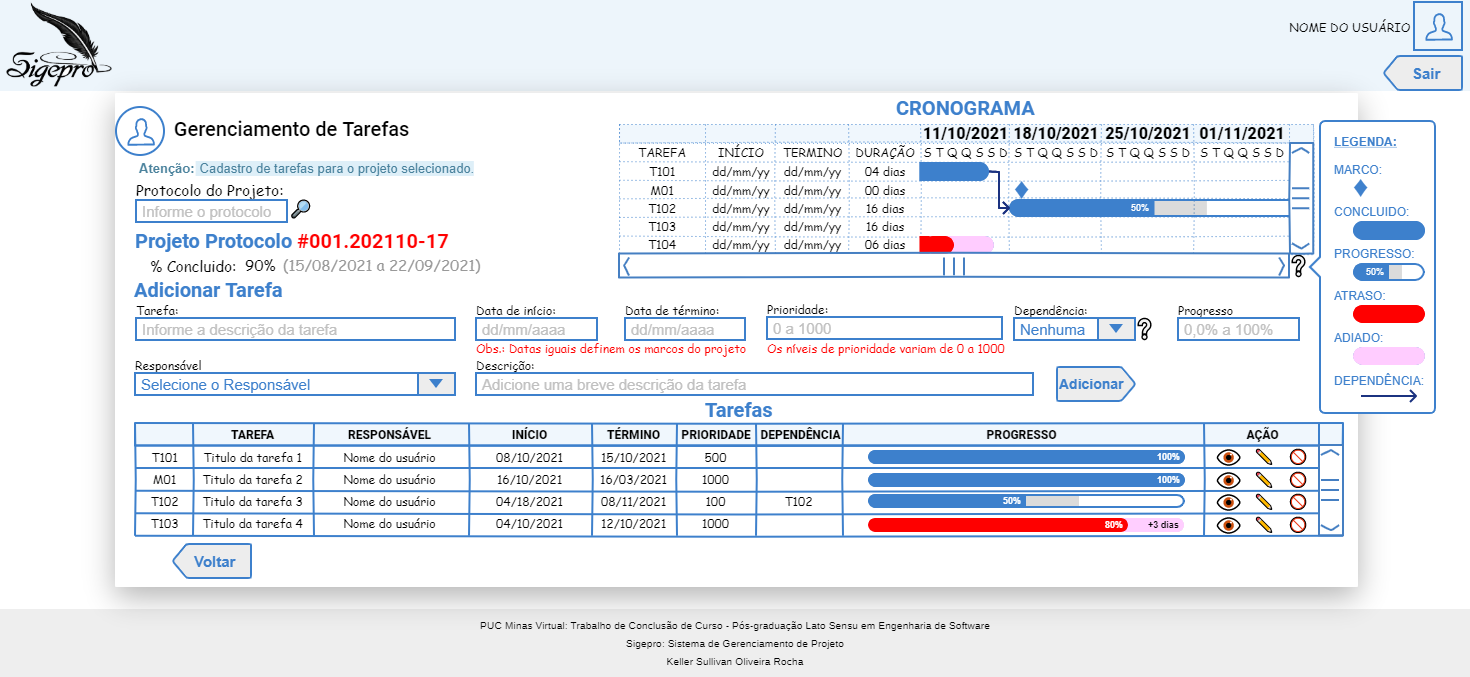 Sigepro
NOME DO USUÁRIO
Sair
Gerenciamento de Tarefas
Atenção: Cadastro de tarefas para o projeto selecionado.
Protocolo do Projeto:
Informe o protocolo
Projeto Protocolo #001.202110-17
% Concluido: 90% (15/08/2021 a 22/09/2021)
CRONOGRAMA
11/10/2021 18/10/2021 25/10/2021 01/11/2021
TAREFA INÍCIO TERMINO DURAÇÃO S T Q Q S S D S T Q Q S S D S T Q Q S S D S T Q Q S S D
T101 dd/mm/yy dd/mm/yy 04 dias
M01 dd/mm/yy dd/mm/yy 00 dias
T102 dd/mm/yy dd/mm/yy 16 dias 50%
T103 dd/mm/yy dd/mm/yy 16 dias
T104 dd/mm/yy dd/mm/yy 06 dias
?
LEGENDA:
MARCO:
CONCLUIDO:
PROGRESSO:
50%
ATRASO:
ADIADO:
DEPENDÊNCIA:
Adicionar Tarefa
Tarefa: Data de início: Data de término: Prioridade: Dependência: Progresso
Informe a descrição da tarefa dd/mm/aaaa dd/mm/aaaa 0 a 1000 Nenhuma ? 0,0% a 100%
Obs.: Datas iguais definem os marcos do projeto Os níveis de prioridade variam de 0 a 1000
Responsável Descrição:
Selecione o Responsável Adicione uma breve descrição da tarefa Adicionar
Tarefas
TAREFA RESPONSÁVEL INÍCIO TÉRMINO PRIORIDADE DEPENDÊNCIA PROGRESSO AÇÃO
T101 Titulo da tarefa 1 Nome do usuário 08/10/2021 15/10/2021 500 100%
M01 Titulo da tarefa 2 Nome do usuário 16/10/2021 16/03/2021 1000 100%
T102 Titulo da tarefa 3 Nome do usuário 04/18/2021 08/11/2021 100 T102 50%
T103 Titulo da tarefa 4 Nome do usuário 04/10/2021 12/10/2021 1000 80% +3 dias
Voltar
PUC Minas Virtual: Trabalho de Conclusão de Curso - Pós-graduação Lato Sensu em Engenharia de Software
Sigepro: Sistema de Gerenciamento de Projeto
Keller Sullivan Oliveira Rocha